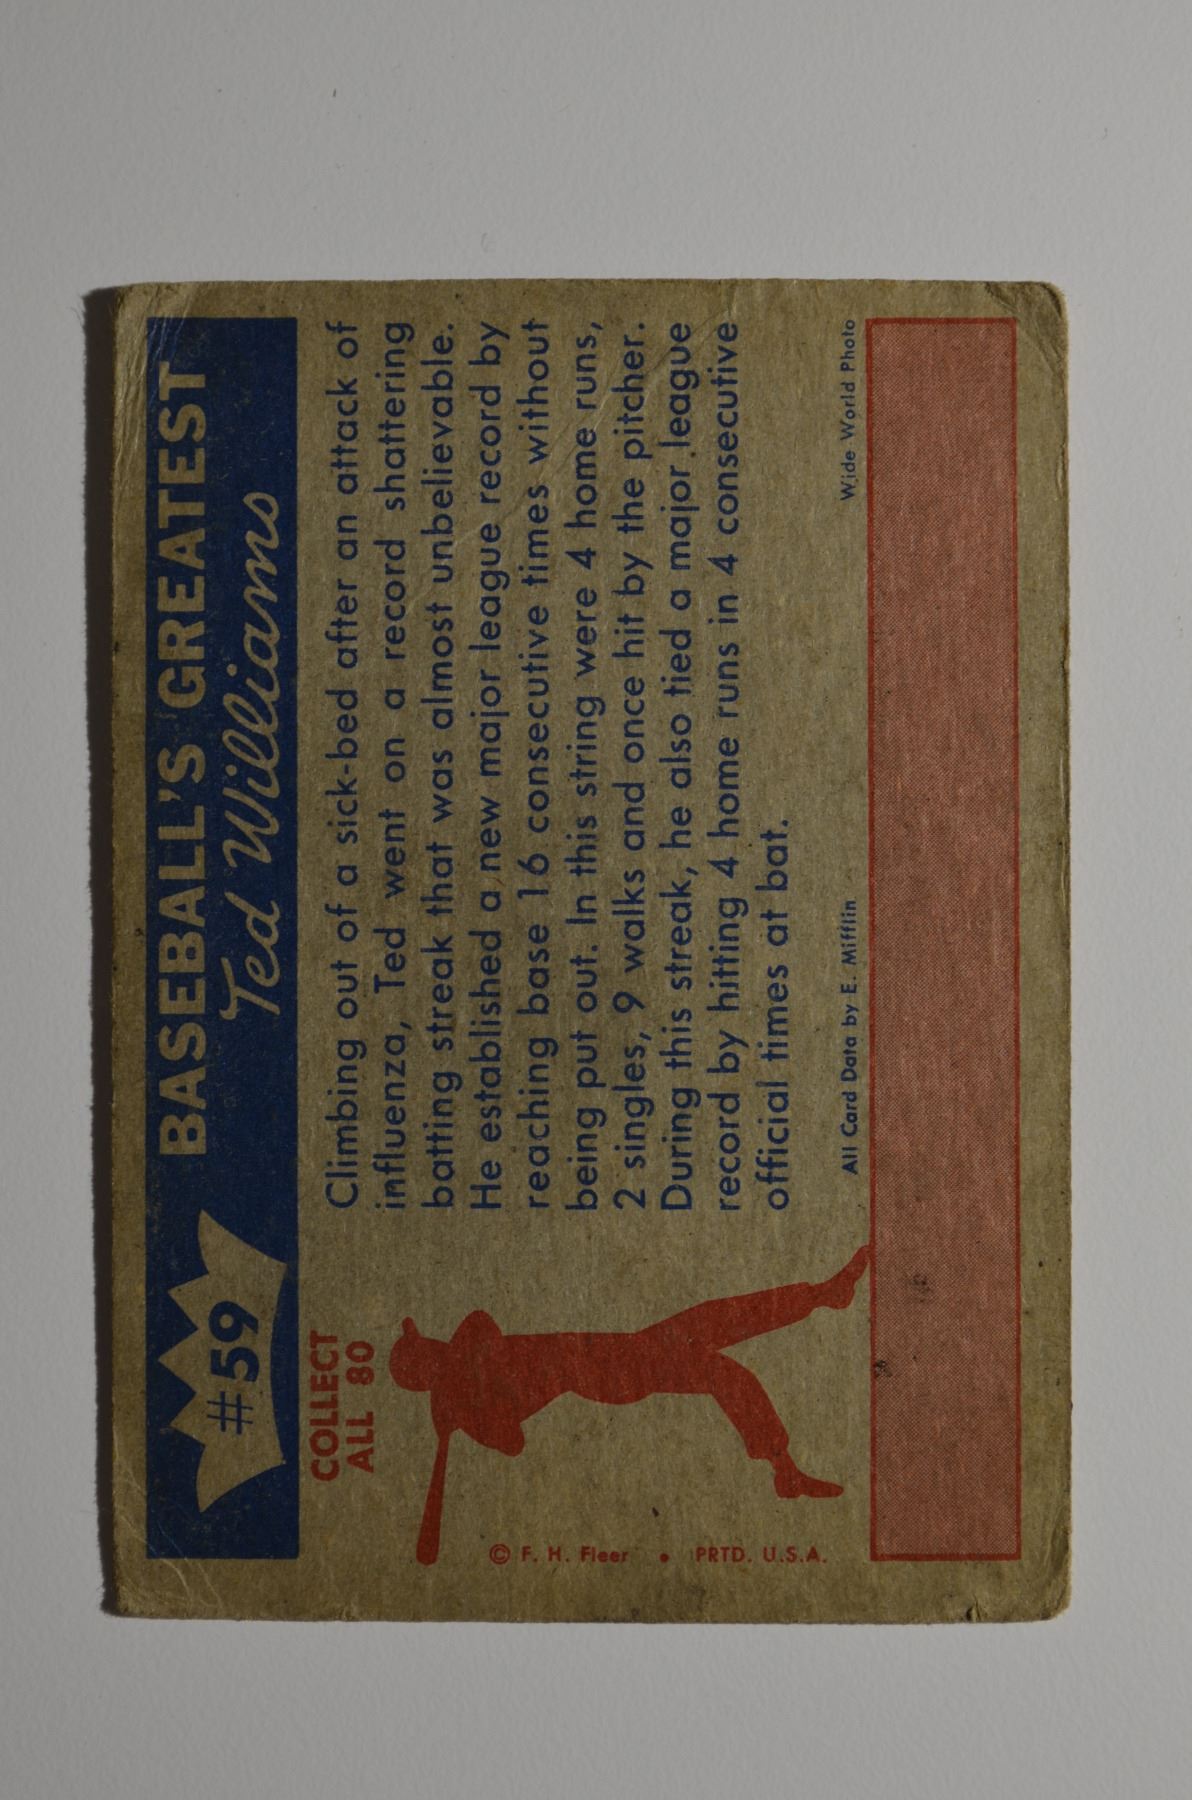 #59
BASEBALL'S GREATEST
Ted Williams
COLLECT
ALL 80
Climbing out of a sick-bed after an attack of
influenza, Ted went on a record shattering
batting streak that was almost unbelievable.
He established a new major league record by
reaching base 16 consecutive times without
being put out. In this string were 4 home runs,
2 singles, 9 walks and once hit by the pitcher.
During this streak, he also tied a major league
record by hitting 4 home runs in 4 consecutive
official times at bat.
© F. H. Fleer • PRTD. U.S.A.
All Card Data by E. Mifflin
Wide World Photo